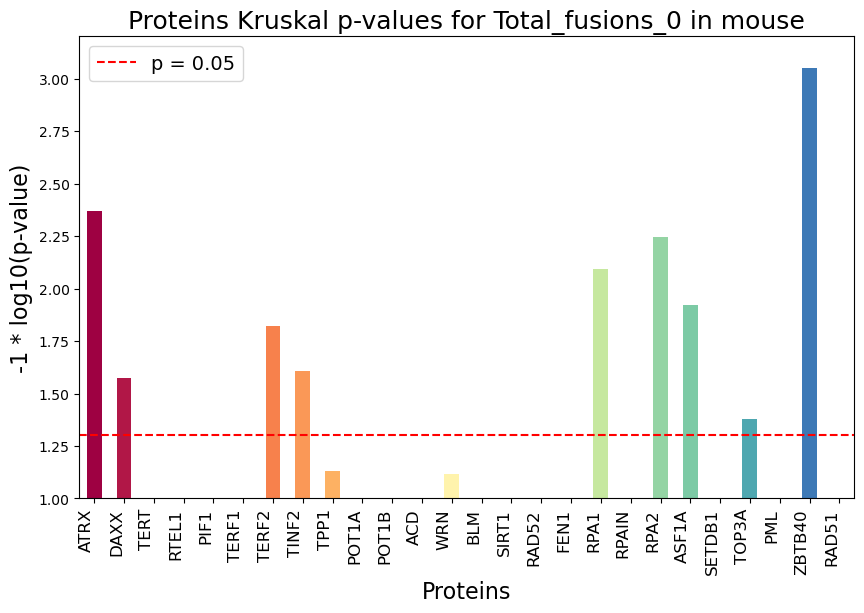 Proteins Kruskal p-values for Total_fusions_0 in mouse
p = 0.05
-1 * log10(p-value)
3.00
2.75
2.50
2.25
2.00
1.75
1.50
1.25
1.00
ATRX
DAXX
TERT
RTEL1
PIF1
TERF1
TERF2
TINF2
TPP1
POT1A
POT1B
ACD
WRN
BLM
SIRT1
RAD52
FEN1
RPA1
RPAIN
RPA2
ASF1A
SETDB1
TOP3A
PML
ZBTB40
RAD51
Proteins